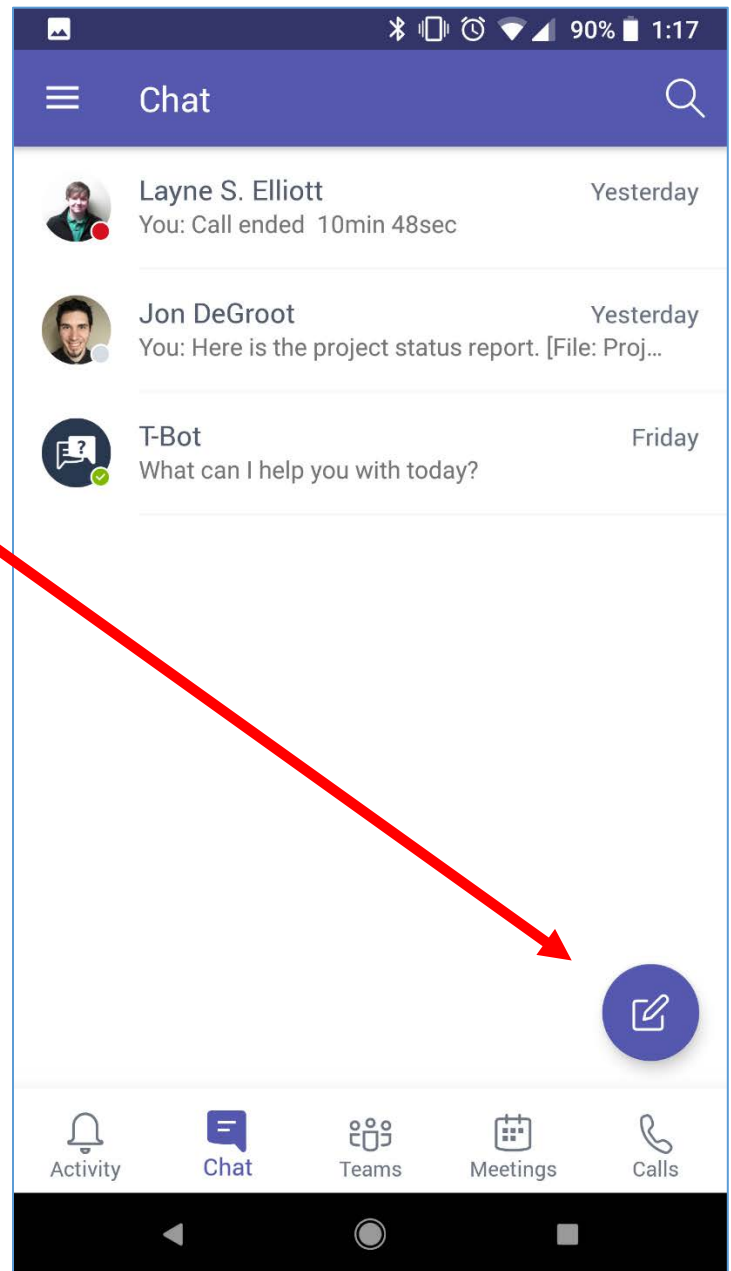 90% 1:17
Chat
Layne S. Elliott Yesterday
You: Call ended 10min 48sec
Jon DeGroot Yesterday
You: Here is the project status report. [File: Proj...
?
T-Bot Friday
What can I help you with today?
Activity Chat Teams Meetings Calls